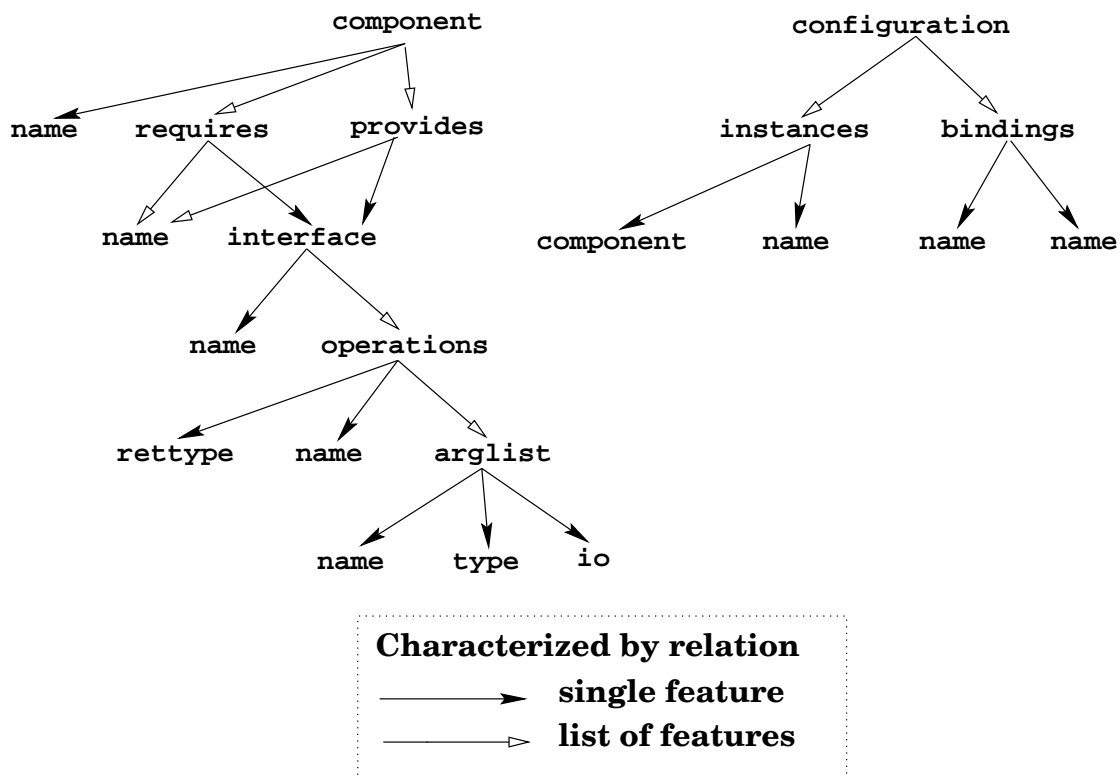 component configuration
name requires provides instances bindings
name interface component name name name
name operations
rettype name arglist
name type io
Characterized by relation
single feature
list of features